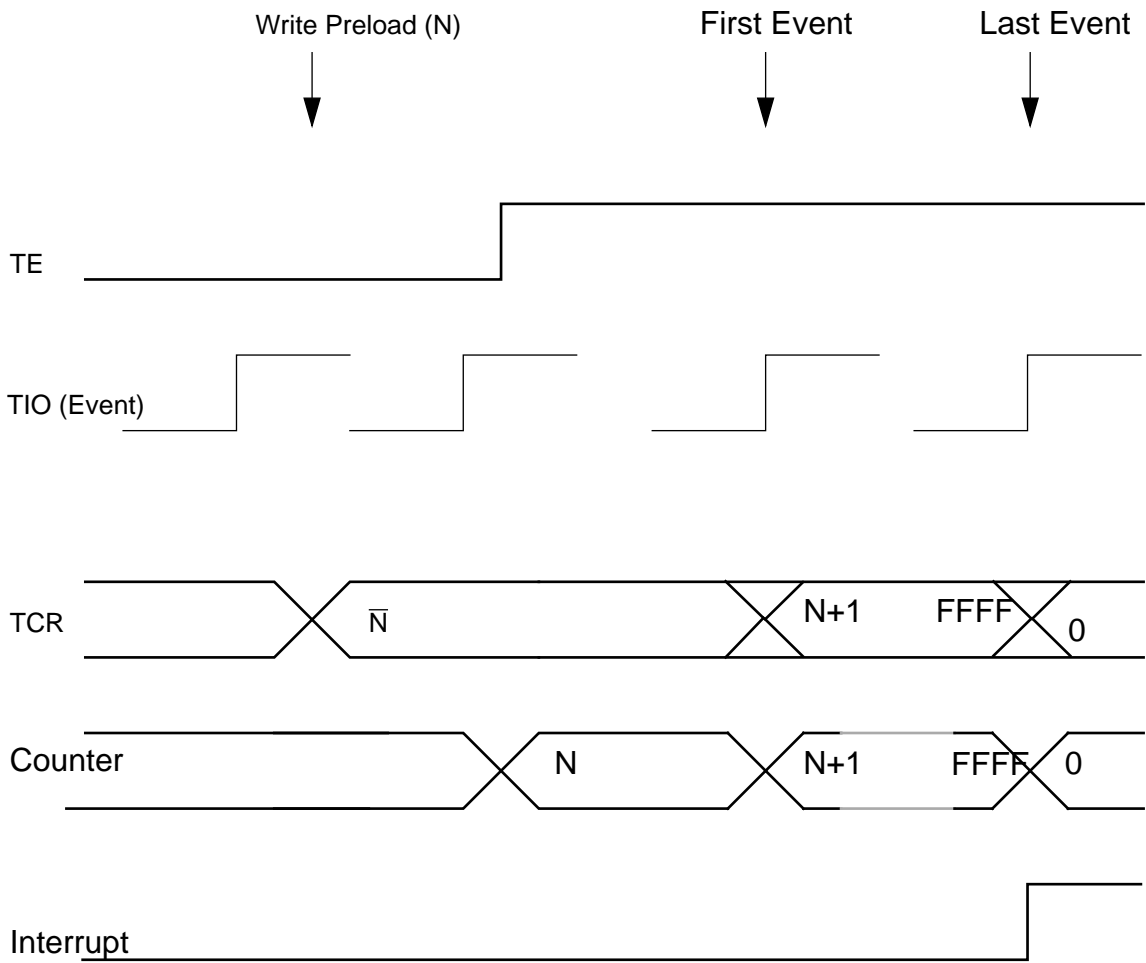 Write Preload (N) First Event Last Event
TE
TIO (Event)
TCR N̅ N+1 FFFF 0
Counter N N+1 FFFF 0
Interrupt